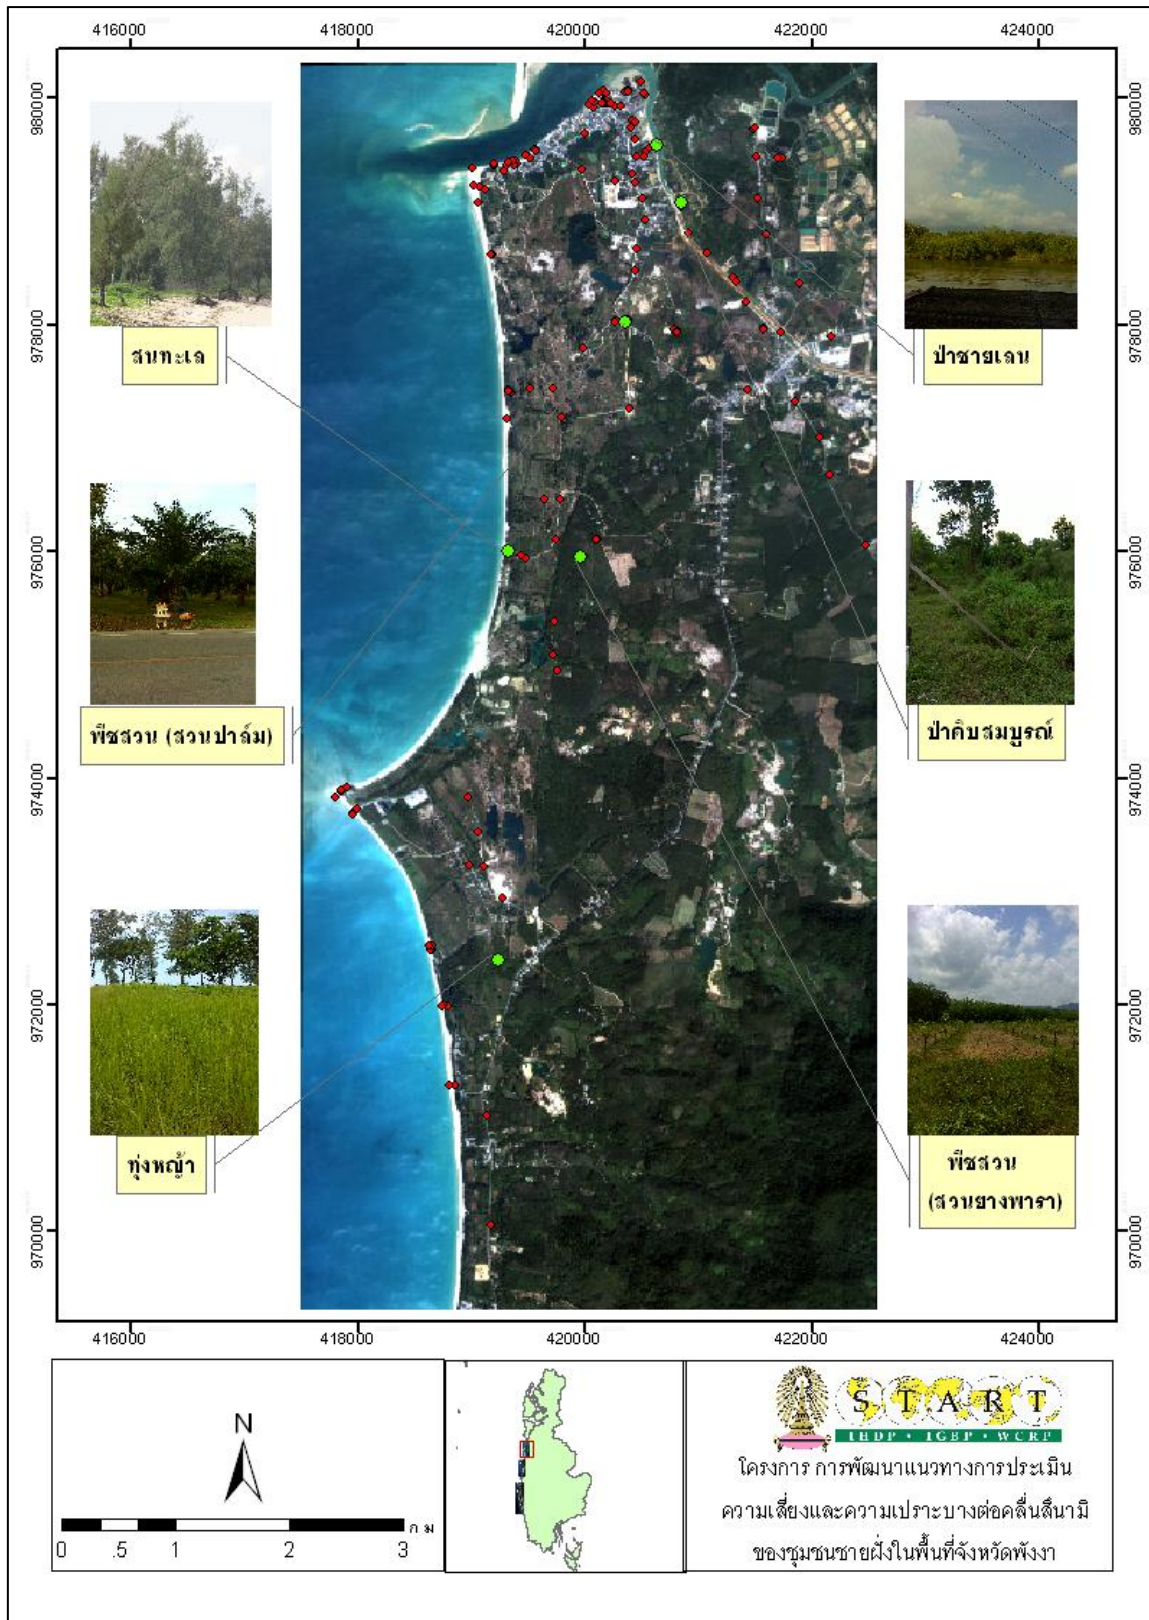 416000 418000 420000 422000 424000
980000 980000
สนทะเล
ป่าชายเลน
978000 978000
976000 976000
พืชสวน (สวนปาล์ม)
ป่าดิบสมบูรณ์
974000 974000
972000 972000
ทุ่งหญ้า
พืชสวน
(สวนยางพารา)
970000 970000
416000 418000 420000 422000 424000
N
0 .5 1 2 3
ก ม
START
IHDP • IGBP • WCRP
โครงการ การพัฒนาแนวทางการประเมิน
ความเสี่ยงและความเปราะบางต่อคลื่นสึนามิ
ของชุมชนชายฝั่งในพื้นที่จังหวัดพังงา